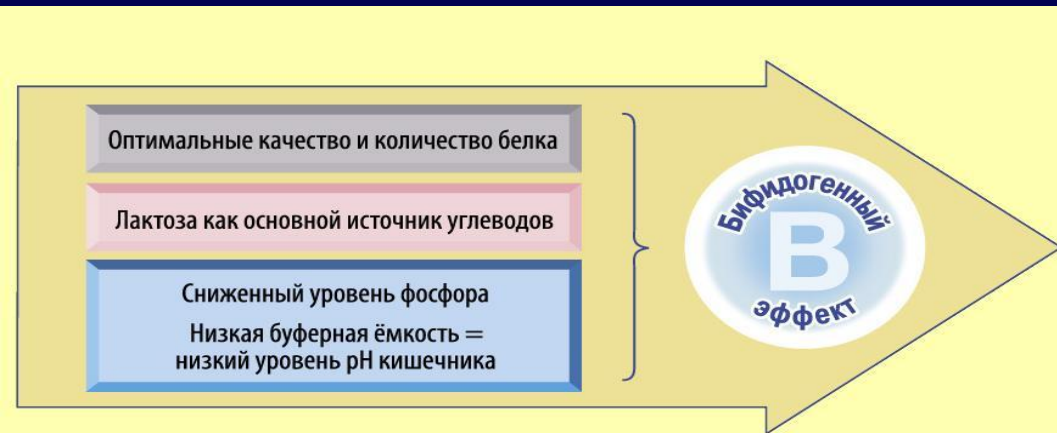 Оптимальные качество и количество белка
Лактоза как основной источник углеводов
Сниженный уровень фосфора
Низкая буферная ёмкость =
низкий уровень pH кишечника
Бифидогенный
B
эффект